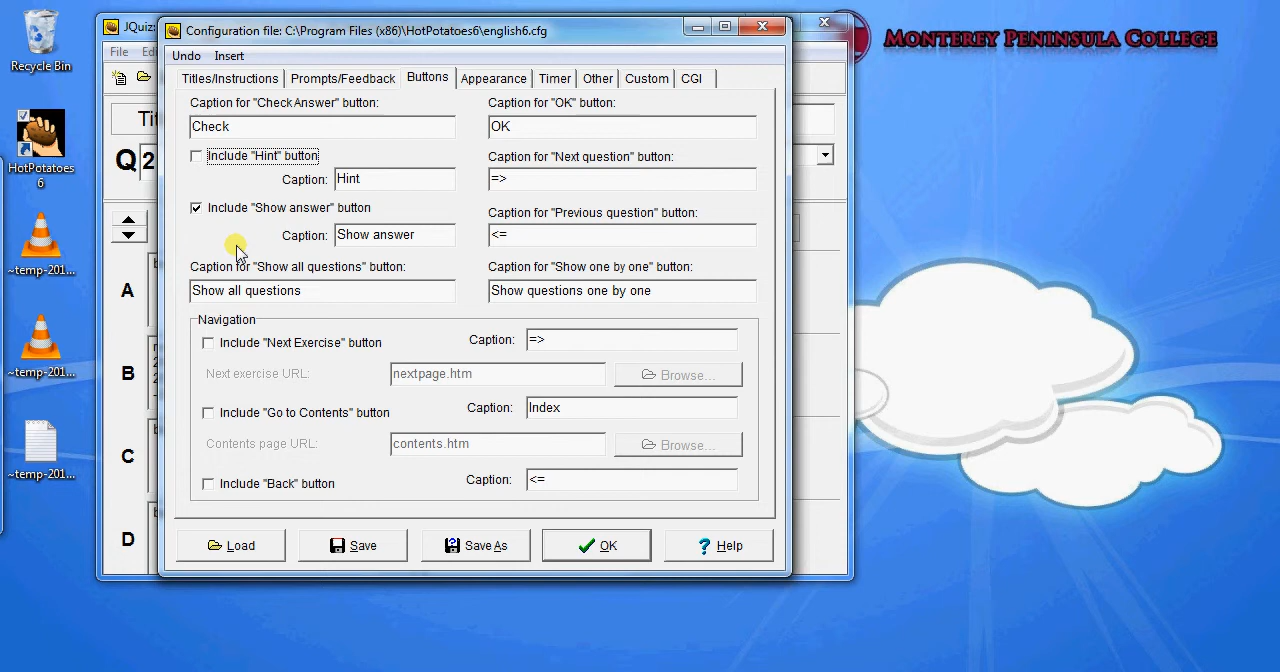 Recycle Bin
HotPotatoes
6
~temp-201...
~temp-201...
~temp-201...
JQuiz:
File Edi
Tit
Q 2
A
B
C
D
Configuration file: C:\Program Files (x86)\HotPotatoes6\english6.cfg
Undo Insert
Titles/Instructions Prompts/Feedback Buttons Appearance Timer Other Custom CGI
Caption for "Check Answer" button: Caption for "OK" button:
Check OK
Include "Hint" button Caption for "Next question" button:
Caption: Hint =>
Include "Show answer" button Caption for "Previous question" button:
Caption: Show answer <=
Caption for "Show all questions" button: Caption for "Show one by one" button:
Show all questions Show questions one by one
Navigation
Include "Next Exercise" button Caption: =>
Next exercise URL: nextpage.htm Browse...
Include "Go to Contents" button Caption: Index
Contents page URL: contents.htm Browse...
Include "Back" button Caption: <=
Load Save Save As OK Help
Monterey Peninsula College